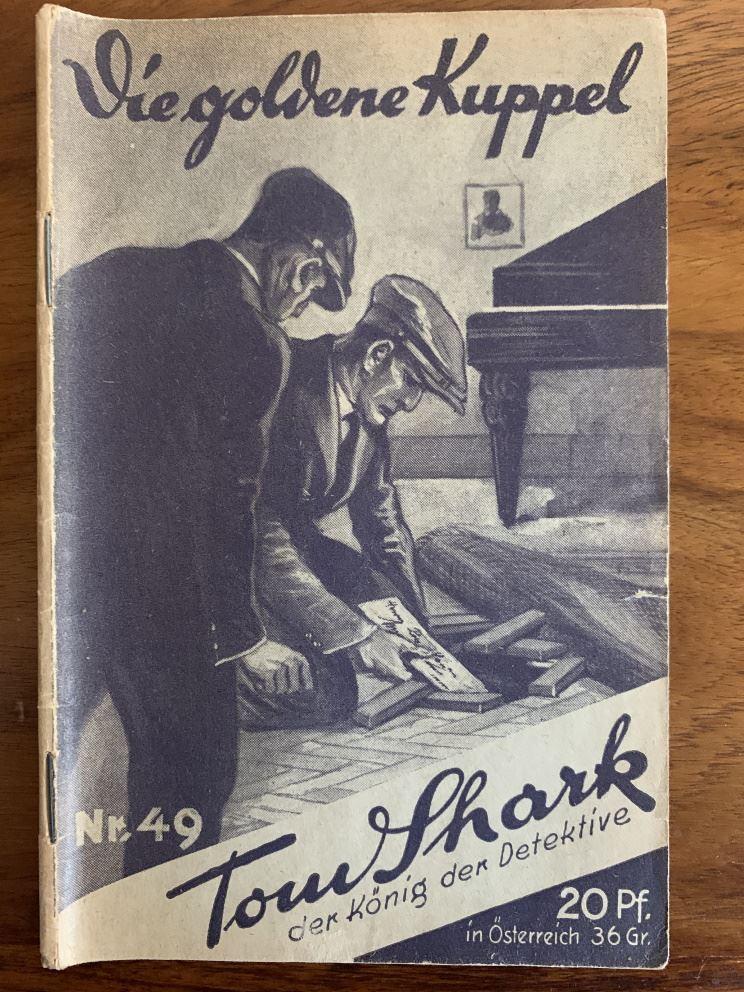 Die goldene Kuppel
Nr. 49
Tom Shark
der König der Detektive
20 Pf.
in Österreich 36 Gr.